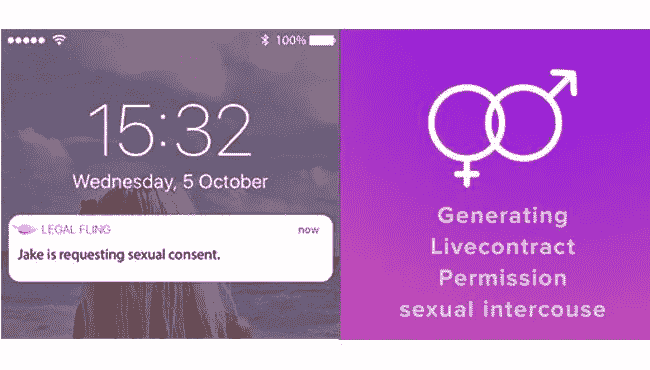 100%
15:32
Wednesday, 5 October
LEGAL FLING now
Jake is requesting sexual consent.
Generating
Livecontract
Permission
sexual intercouse